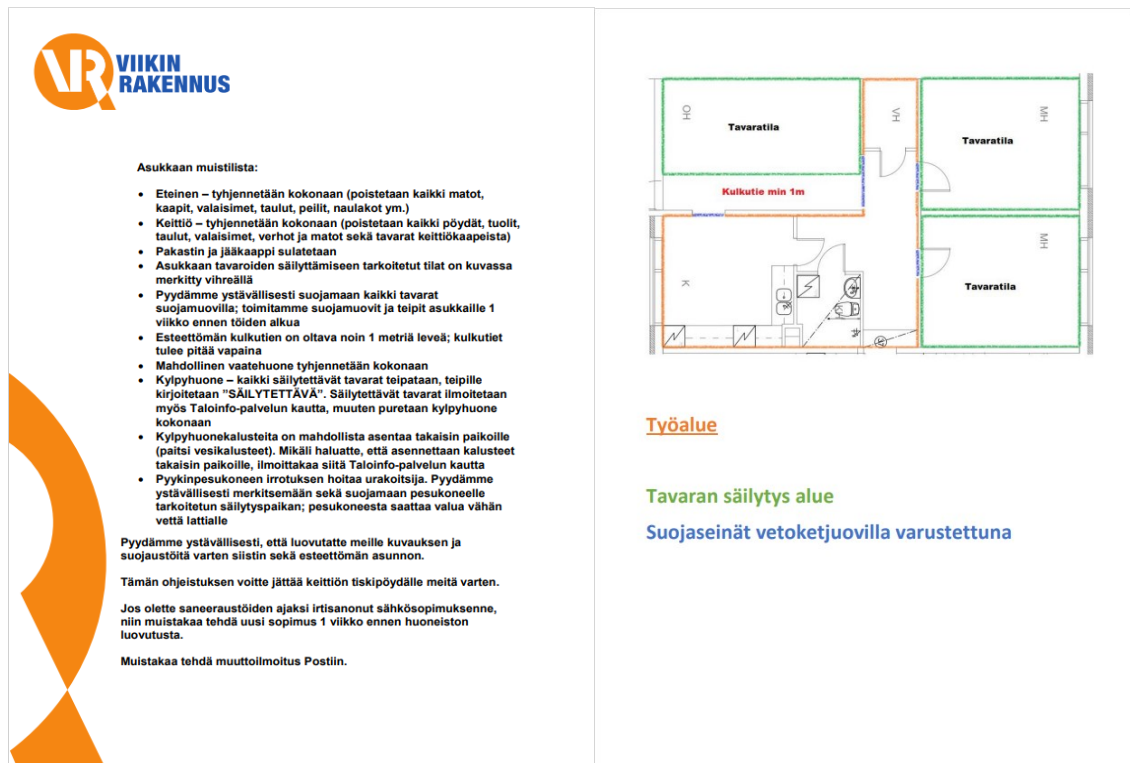 VR VIIKIN
RAKENNUS
Asukkaan muistilista:
• Eteinen – tyhjennetään kokonaan (poistetaan kaikki matot,
kaapit, valaisimet, taulut, peilit, naulakot ym.)
• Keittiö – tyhjennetään kokonaan (poistetaan kaikki pöydät, tuolit,
taulut, valaisimet, verhot ja matot sekä tavarat keittiökaapeista)
• Pakastin ja jääkaappi sulatetaan
• Asukkaan tavaroiden säilyttämiseen tarkoitetut tilat on kuvassa
merkitty vihreällä
• Pyydämme ystävällisesti suojamaan kaikki tavarat
suojamuovilla; toimitamme suojamuovit ja teipit asukkaille 1
viikko ennen töiden alkua
• Esteettömän kulkutien on oltava noin 1 metriä leveä; kulkutiet
tulee pitää vapaina
• Mahdollinen vaatehuone tyhjennetään kokonaan
• Kylpyhuone – kaikki säilytettävät tavarat teipataan, teipille
kirjoitetaan ”SÄILYTETTÄVÄ”. Säilytettävät tavarat ilmoitetaan
myös Taloinfo-palvelun kautta, muuten puretaan kylpyhuone
kokonaan
• Kylpyhuonekalusteita on mahdollista asentaa takaisin paikoille
(paitsi vesikalusteet). Mikäli haluatte, että asennettaan kalusteet
takaisin paikoille, ilmoittakaa siitä Taloinfo-palvelun kautta
• Pyykinpesukoneen irrotuksen hoitaa urakoitsija. Pyydämme
ystävällisesti merkitsemään sekä suojamaan pesukoneelle
tarkoitetun säilytyspaikan; pesukoneesta saattaa valua vähän
vettä lattialle
Pyydämme ystävällisesti, että luovutatte meille kuvauksen ja
suojaustöitä varten siistin sekä esteettömän asunnon.
Tämän ohjeistuksen voitte jättää keittiön tiskipöydälle meitä varten.
Jos olette saneeraustöiden ajaksi irtisanonut sähkösopimuksenne,
niin muistakaa tehdä uusi sopimus 1 viikko ennen huoneiston
luovutusta.
Muistakaa tehdä muuttoilmoitus Postiin.
OH
Tavaratila
VH
MH
Tavaratila
Kulkutie min 1m
K
MH
Tavaratila
Työalue
Tavaran säilytys alue
Suojaseinät vetoketjuovilla varustettuna